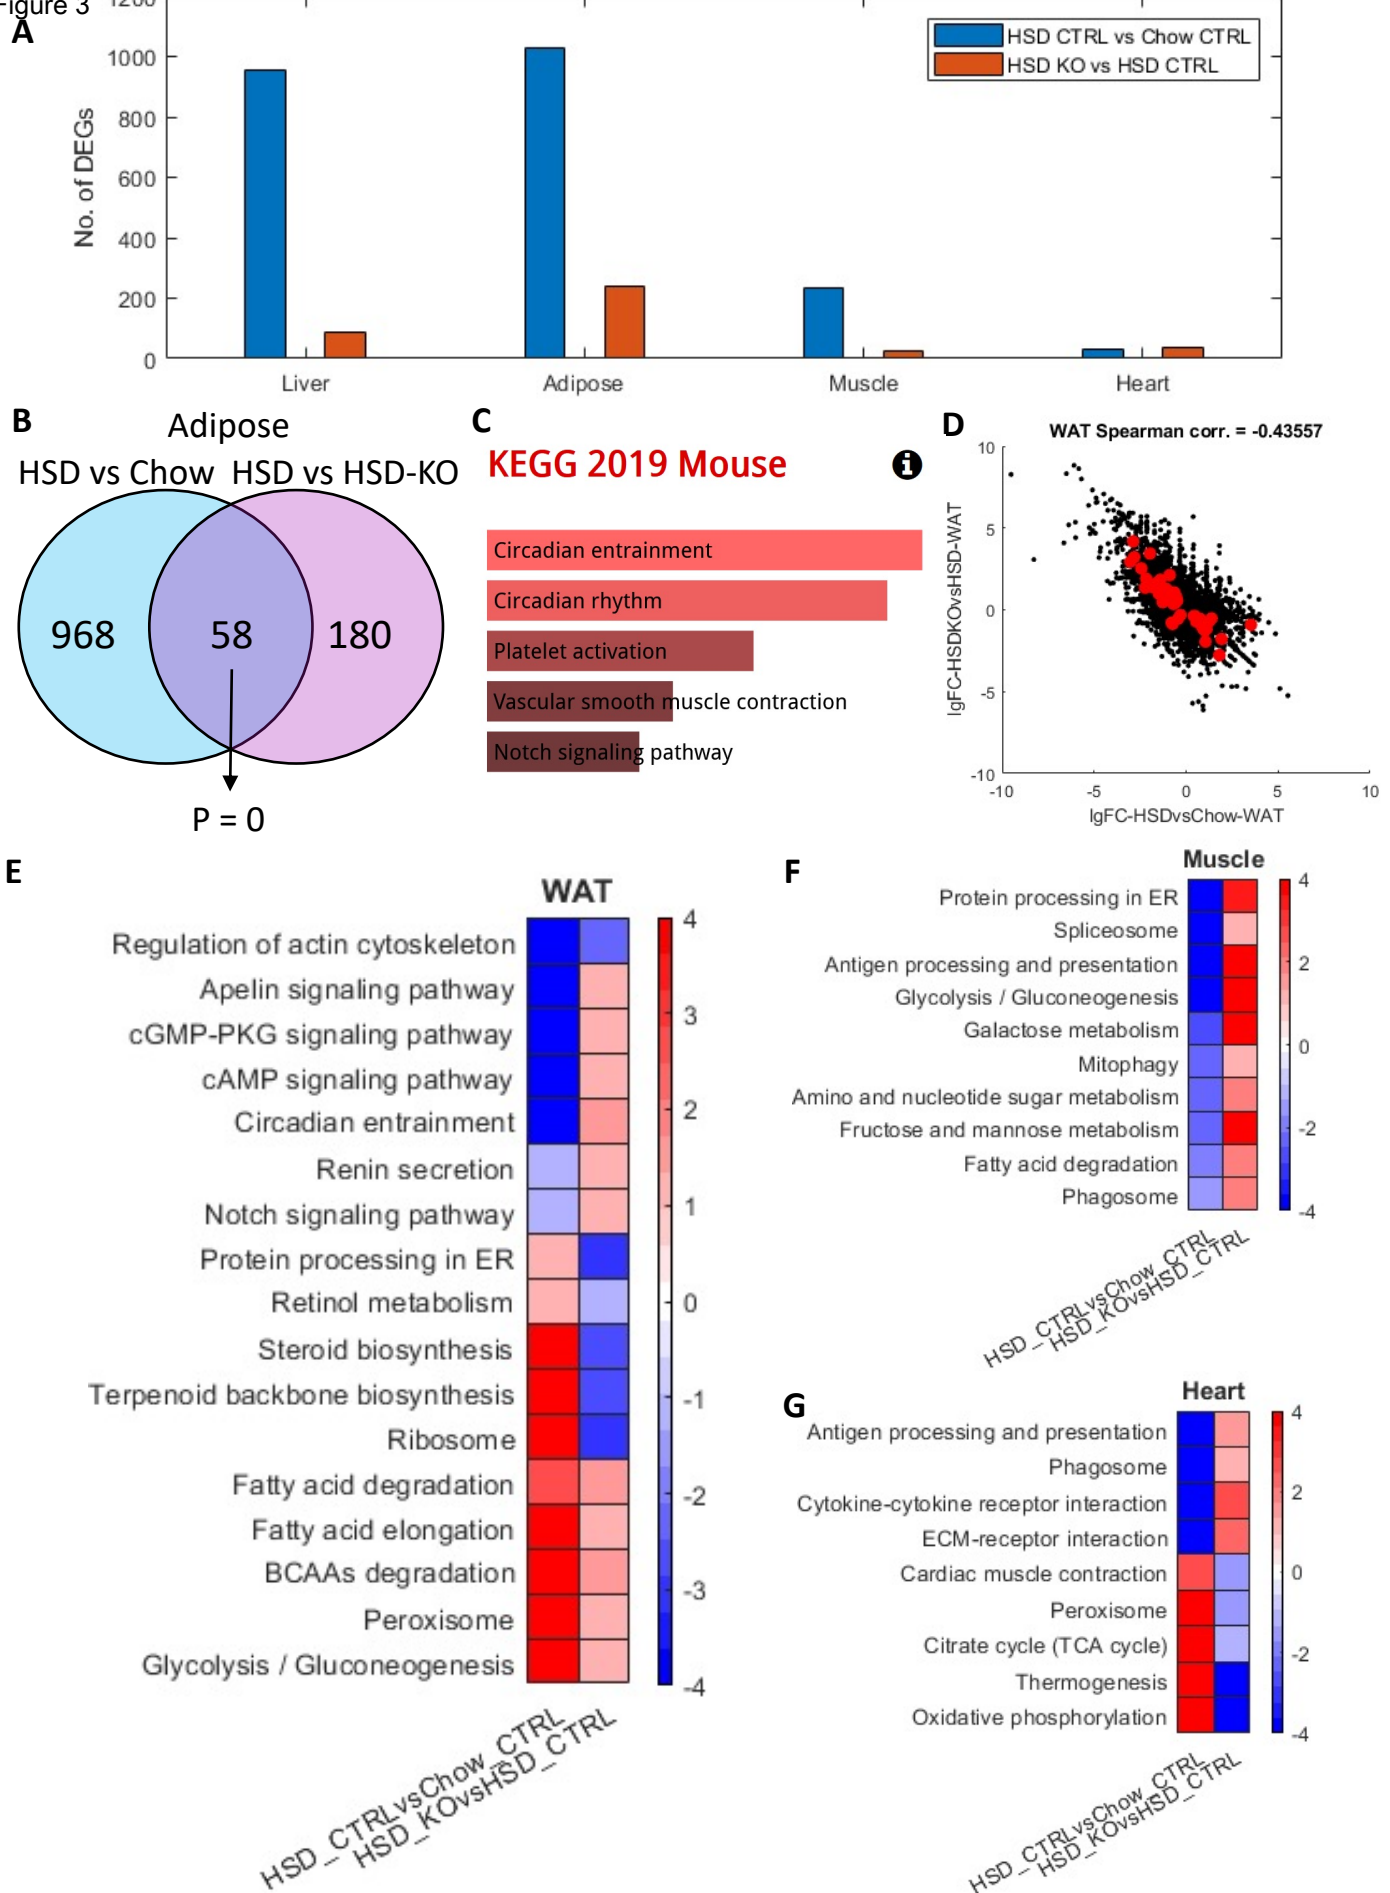 Figure 3
A
1200
1000
800
600
400
200
0
No. of DEGs
HSD CTRL vs Chow CTRL
HSD KO vs HSD CTRL
Liver
Adipose
Muscle
Heart
B
Adipose
HSD vs Chow
HSD vs HSD-KO
968
58
180
P = 0
C
KEGG 2019 Mouse
i
Circadian entrainment
Circadian rhythm
Platelet activation
Vascular smooth muscle contraction
Notch signaling pathway
D
WAT Spearman corr. = -0.43557
10
5
0
-5
-10
lgFC-HSDKOvsHSD-WAT
-10
-5
0
5
10
lgFC-HSDvsChow-WAT
E
WAT
Regulation of actin cytoskeleton
Apelin signaling pathway
cGMP-PKG signaling pathway
cAMP signaling pathway
Circadian entrainment
Renin secretion
Notch signaling pathway
Protein processing in ER
Retinol metabolism
Steroid biosynthesis
Terpenoid backbone biosynthesis
Ribosome
Fatty acid degradation
Fatty acid elongation
BCAAs degradation
Peroxisome
Glycolysis / Gluconeogenesis
4
3
2
1
0
-1
-2
-3
-4
HSD_CTRLvsChow_CTRL
HSD_KOvsHSD_CTRL
F
Muscle
Protein processing in ER
Spliceosome
Antigen processing and presentation
Glycolysis / Gluconeogenesis
Galactose metabolism
Mitophagy
Amino and nucleotide sugar metabolism
Fructose and mannose metabolism
Fatty acid degradation
Phagosome
4
2
0
-2
-4
HSD_CTRLvsChow_CTRL
HSD_KOvsHSD_CTRL
G
Heart
Antigen processing and presentation
Phagosome
Cytokine-cytokine receptor interaction
ECM-receptor interaction
Cardiac muscle contraction
Peroxisome
Citrate cycle (TCA cycle)
Thermogenesis
Oxidative phosphorylation
4
2
0
-2
-4
HSD_CTRLvsChow_CTRL
HSD_KOvsHSD_CTRL